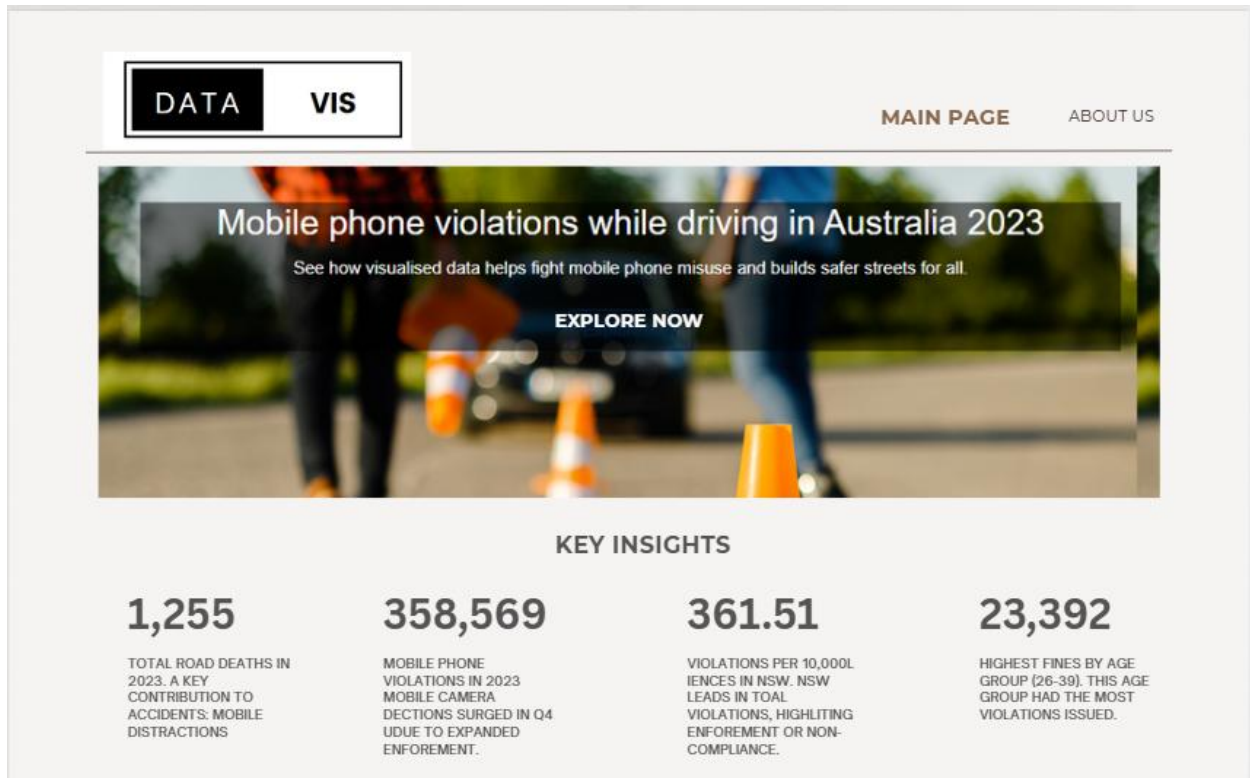 DATA VIS
MAIN PAGE ABOUT US
Mobile phone violations while driving in Australia 2023
See how visualised data helps fight mobile phone misuse and builds safer streets for all.
EXPLORE NOW
KEY INSIGHTS
1,255
TOTAL ROAD DEATHS IN
2023. A KEY
CONTRIBUTION TO
ACCIDENTS: MOBILE
DISTRACTIONS
358,569
MOBILE PHONE
VIOLATIONS IN 2023
MOBILE CAMERA
DECTIONS SURGED IN Q4
UDUE TO EXPANDED
ENFOREMENT.
361.51
VIOLATIONS PER 10,000L
IENCES IN NSW. NSW
LEADS IN TOAL
VIOLATIONS, HIGHLITING
ENFOREMENT OR NON-
COMPLIANCE.
23,392
HIGHEST FINES BY AGE
GROUP (26-39). THIS AGE
GROUP HAD THE MOST
VIOLATIONS ISSUED.